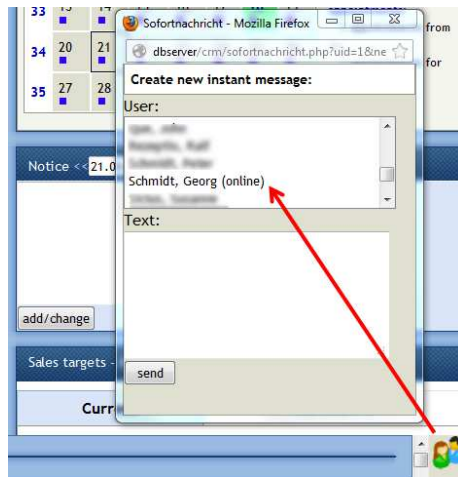 Sofortnachricht - Mozilla Firefox
dbserver/crm/sofortnachricht.php?uid=1&ne
Create new instant message:
User:
Schmidt, Georg (online)
Text:
send
33
34 20 21
35 27 28
from
for
Notice << 21.0
add/change
Sales targets -
Curr